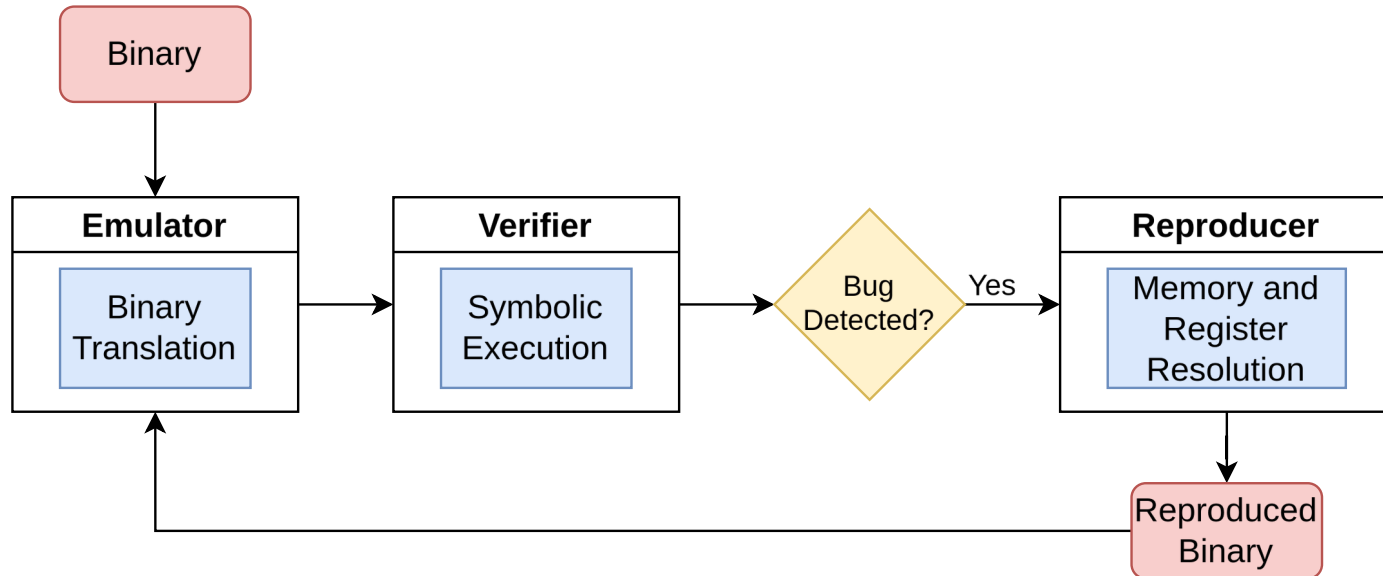 Binary
Emulator
Binary
Translation
Verifier
Symbolic
Execution
Bug
Detected?
Yes
Reproducer
Memory and
Register
Resolution
Reproduced
Binary